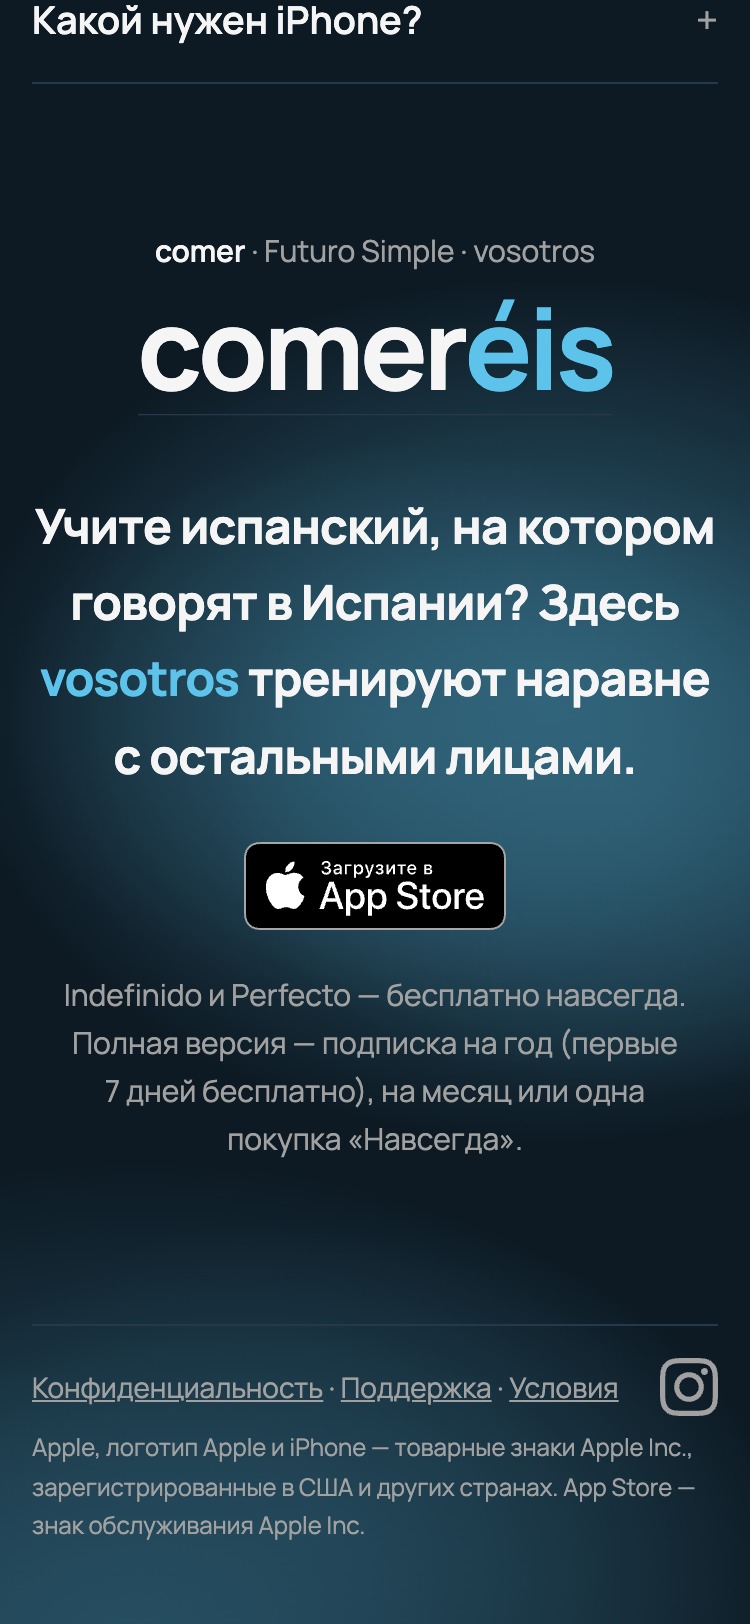 Какой нужен iPhone? +
comer · Futuro Simple · vosotros
comeréis
Учите испанский, на котором
говорят в Испании? Здесь
vosotros тренируют наравне
с остальными лицами.
Загрузите в
App Store
Indefinido и Perfecto — бесплатно навсегда.
Полная версия — подписка на год (первые
7 дней бесплатно), на месяц или одна
покупка «Навсегда».
Конфиденциальность · Поддержка · Условия
Apple, логотип Apple и iPhone — товарные знаки Apple Inc.,
зарегистрированные в США и других странах. App Store —
знак обслуживания Apple Inc.